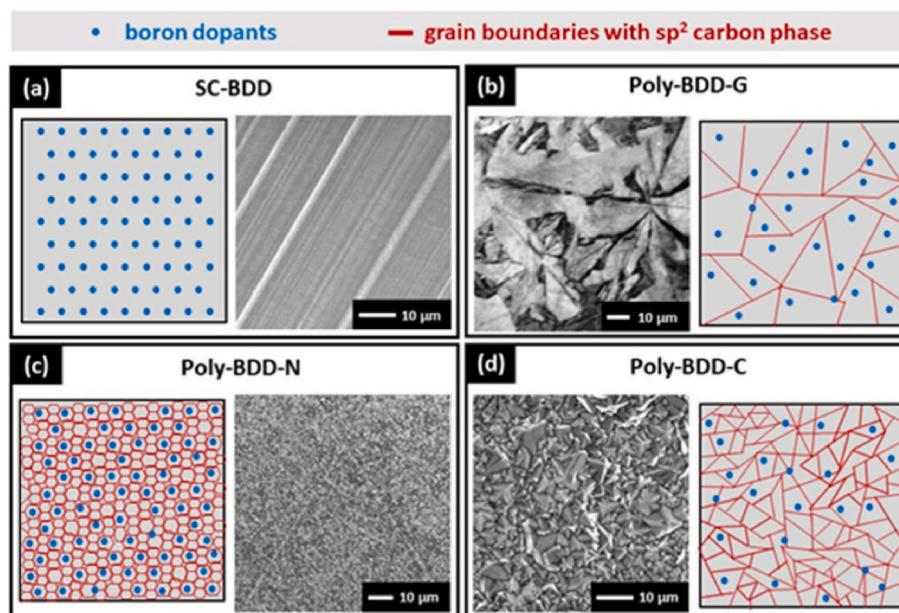 boron dopants
grain boundaries with sp² carbon phase
(a)
SC-BDD
10 μm
(b)
Poly-BDD-G
10 μm
(c)
Poly-BDD-N
10 μm
(d)
Poly-BDD-C
10 μm